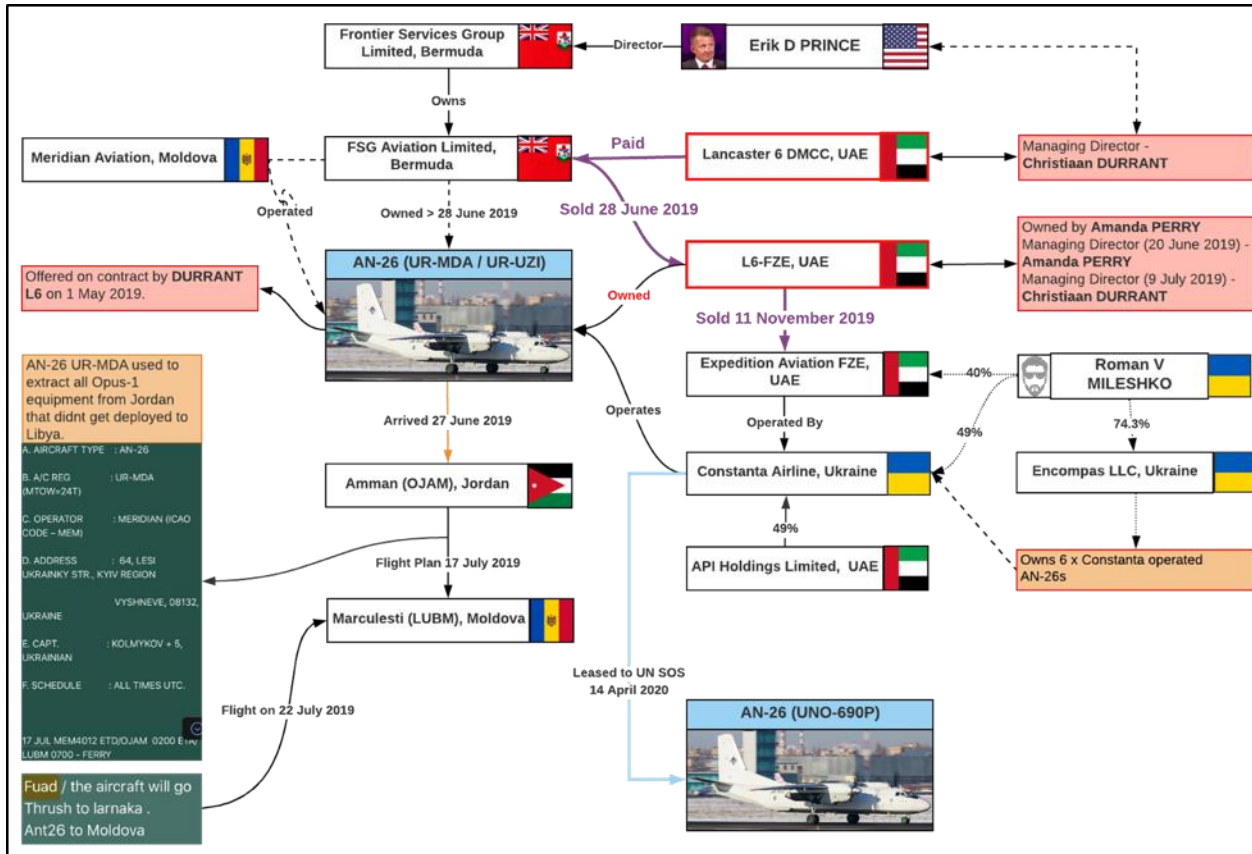 Frontier Services Group
Limited, Bermuda
Director
Erik D PRINCE
Owns
Meridian Aviation, Moldova
FSG Aviation Limited,
Bermuda
Paid
Lancaster 6 DMCC, UAE
Managing Director -
Christiaan DURRANT
Operated
Owned > 28 June 2019
Sold 28 June 2019
Offered on contract by DURRANT
L6 on 1 May 2019.
AN-26 (UR-MDA / UR-UZI)
Owned
L6-FZE, UAE
Owned by Amanda PERRY
Managing Director (20 June 2019) -
Amanda PERRY
Managing Director (9 July 2019) -
Christiaan DURRANT
Sold 11 November 2019
AN-26 UR-MDA used to
extract all Opus-1
equipment from Jordan
that didnt get deployed to
Libya.
Arrived 27 June 2019
Operates
Expedition Aviation FZE,
UAE
40%
Roman V
MILESHKO
Operated By
49%
74.3%
A. AIRCRAFT TYPE : AN-26
B. A/C REG : UR-MDA
(MTOW=24T)
C. OPERATOR : MERIDIAN (ICAO
CODE – MEM)
D. ADDRESS : 64, LESI
UKRAINKY STR., KYIV REGION
VYSHNEVE, 08132,
UKRAINE
E. CAPT. : KOLMYKOV + 5,
UKRAINIAN
F. SCHEDULE : ALL TIMES UTC.
17 JUL MEM4012 ETD/OJAM 0200 ETA/
LUBM 0700 - FERRY
Amman (OJAM), Jordan
Constanta Airline, Ukraine
Encompas LLC, Ukraine
49%
Flight Plan 17 July 2019
API Holdings Limited, UAE
Owns 6 x Constanta operated
AN-26s
Marculesti (LUBM), Moldova
Flight on 22 July 2019
Leased to UN SOS
14 April 2020
AN-26 (UNO-690P)
Fuad / the aircraft will go
Thrush to larnaka .
Ant26 to Moldova